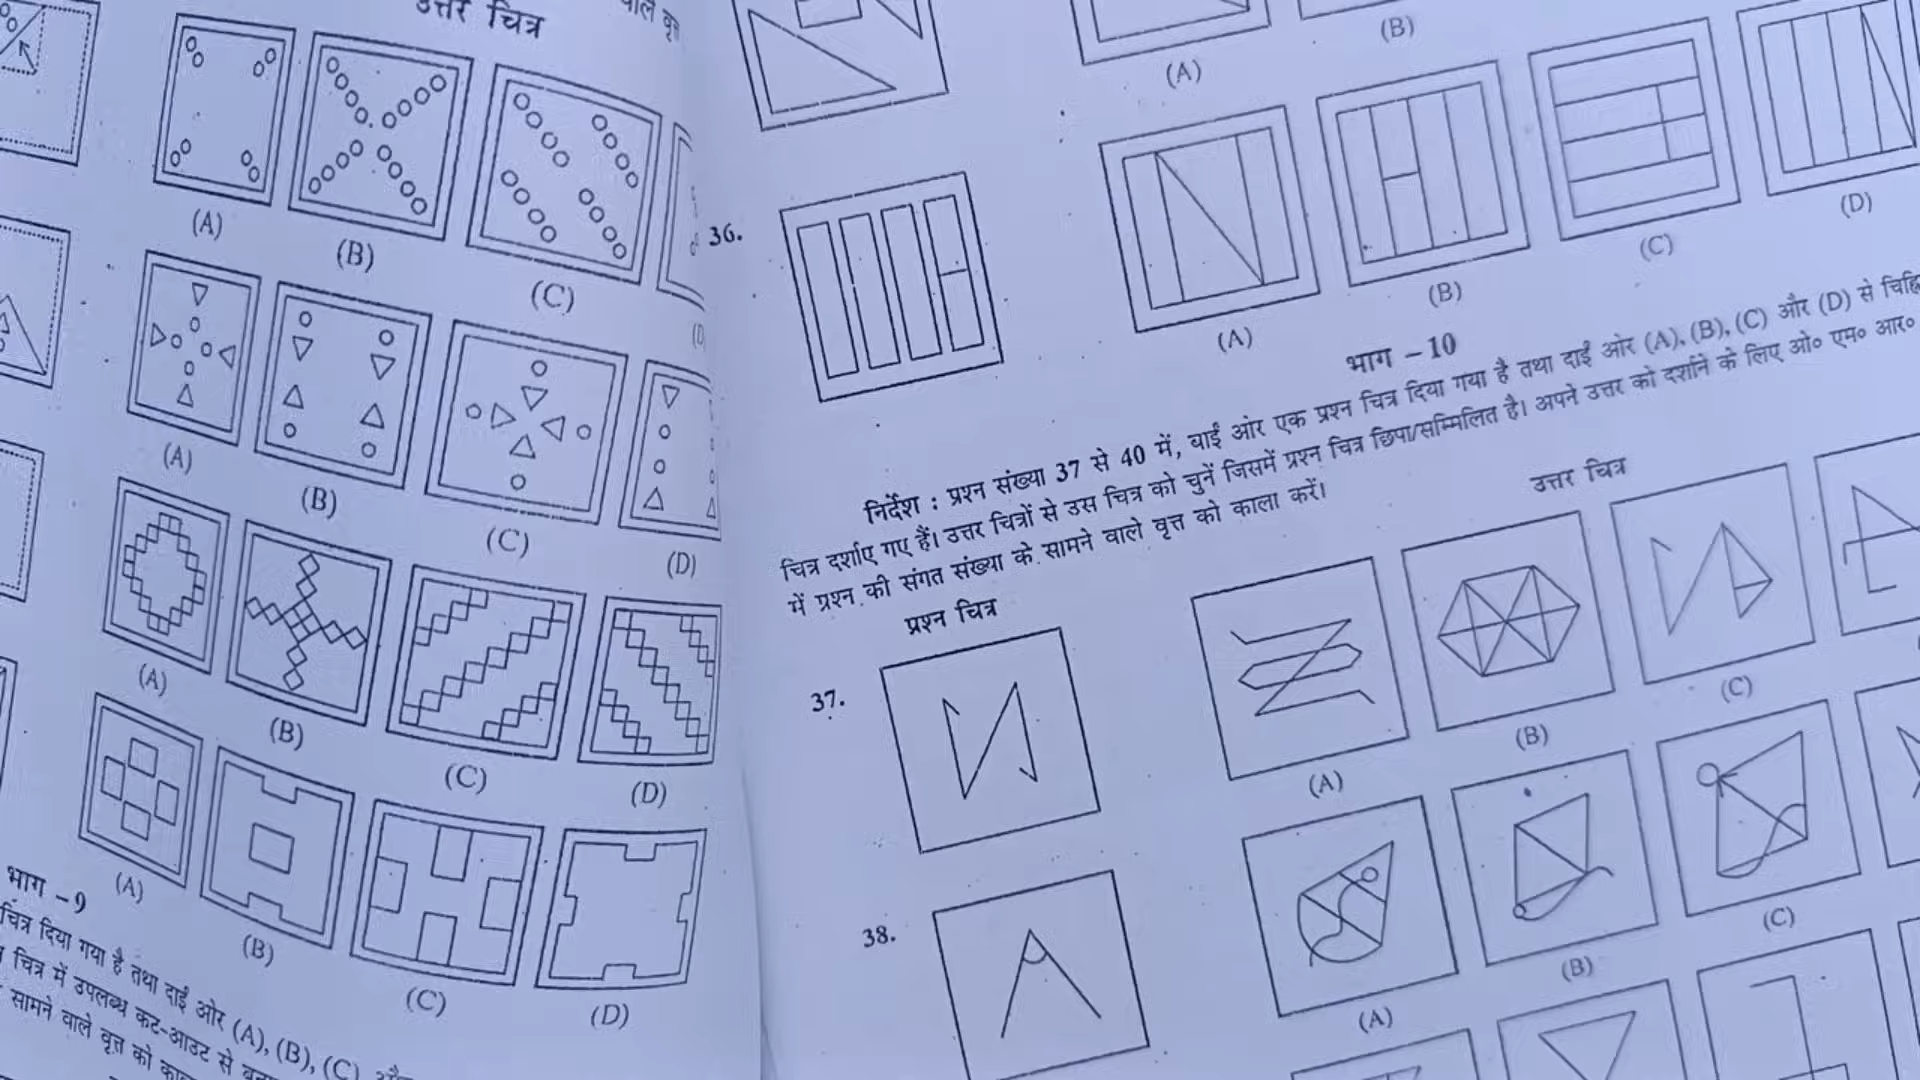 उत्तर चित्र
(A)
(B)
(C)
(A)
(B)
(C)
(D)
(A)
(B)
(C)
(D)
(A)
(B)
(C)
(D)
भाग -9
चित्र दिया गया है तथा दाईं ओर (A), (B), (C)
चित्र में उपलब्ध कट-आउट से
सामने वाले वृत्त को
(A)
(B)
36.
(A)
(B)
(C)
(D)
भाग -10
निर्देश : प्रश्न संख्या 37 से 40 में, बाईं ओर एक प्रश्न चित्र दिया गया है तथा दाईं ओर (A), (B), (C) और (D) से
चित्र दर्शाए गए हैं। उत्तर चित्रों से उस चित्र को चुनें जिसमें प्रश्न चित्र छिपा/सम्मिलित है। अपने उत्तर को दर्शाने के लिए ओ० एम० आर०
में प्रश्न की संगत संख्या के सामने वाले वृत्त को काला करें।
प्रश्न चित्र
उत्तर चित्र
37.
(A)
(B)
(C)
38.
(A)
(B)
(C)